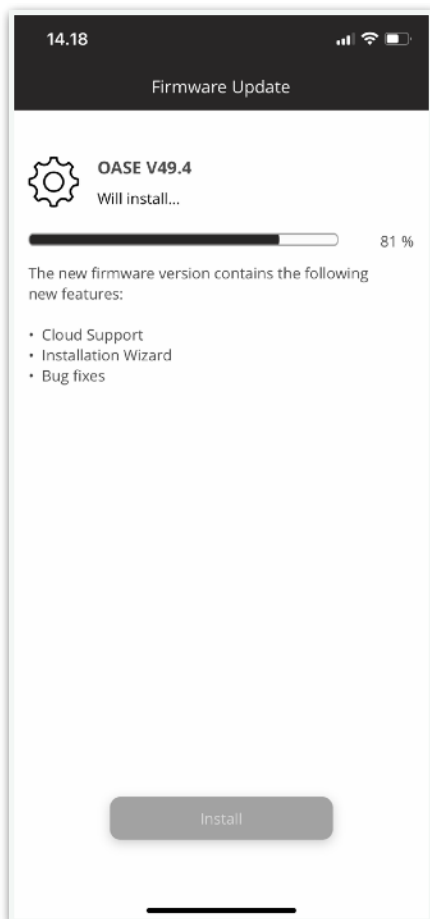 14.18
Firmware Update
OASE V49.4
Will install...
81 %
The new firmware version contains the following
new features:
• Cloud Support
• Installation Wizard
• Bug fixes
Install